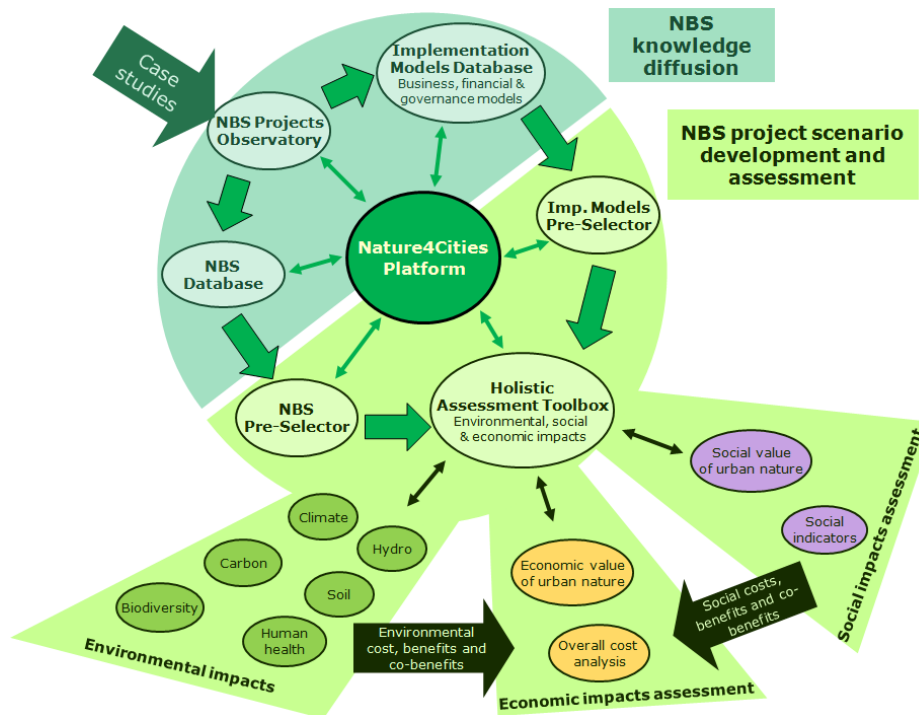 Case
studies
NBS
knowledge
diffusion
Implementation
Models Database
Business, financial &
governance models
NBS Projects
Observatory
NBS project scenario
development and
assessment
Imp. Models
Pre-Selector
Nature4Cities
Platform
NBS
Database
NBS
Pre-Selector
Holistic
Assessment Toolbox
Environmental, social
& economic impacts
Social value
of urban nature
Social
indicators
Social impacts assessment
Climate
Hydro
Carbon
Soil
Biodiversity
Human
health
Environmental impacts
Economic value
of urban nature
Overall cost
analysis
Environmental
cost, benefits and
co-benefits
Social costs,
benefits and co-
benefits
Economic impacts assessment